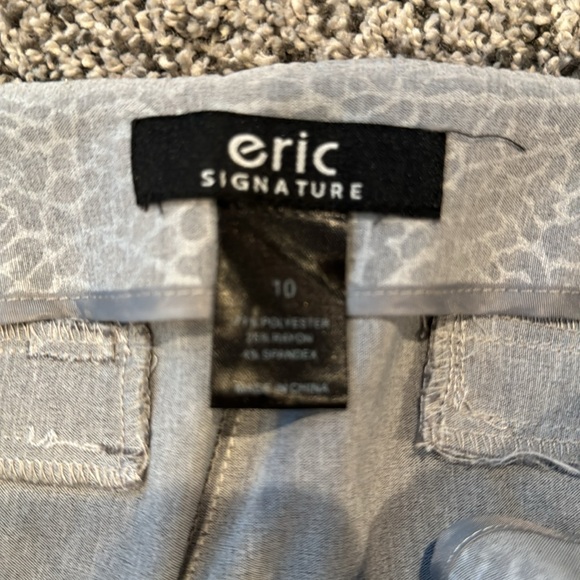 eric
SIGNATURE
10
71% POLYESTER
25% RAYON
4% SPANDEX
MADE IN CHINA